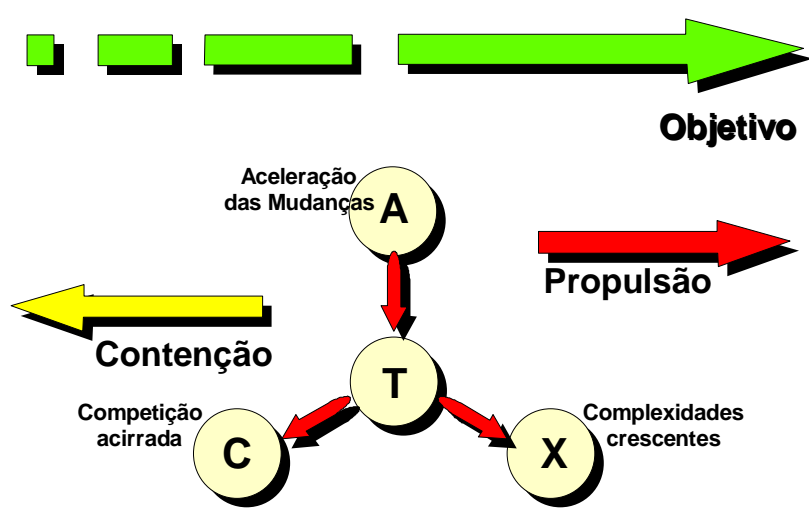 Objetivo
Aceleração
das Mudanças
A
Propulsão
Contenção
T
Competição
acirrada
C
X
Complexidades
crescentes